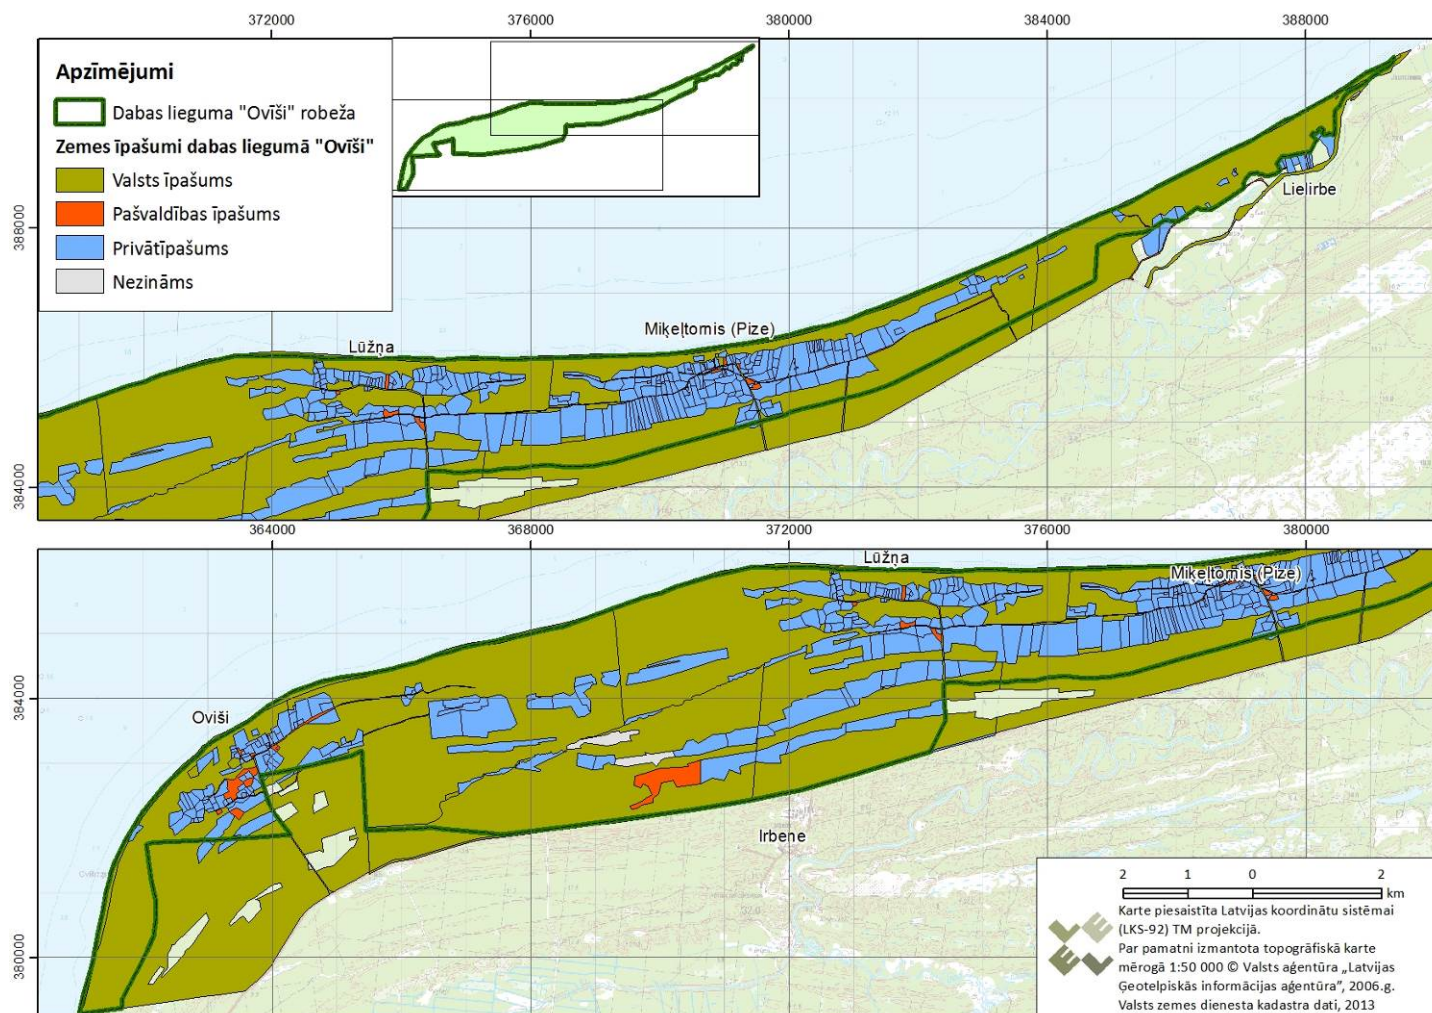 372000 376000 380000 384000 388000
Apzīmējumi
Dabas lieguma "Ovīši" robeža
Zemes īpašumi dabas liegumā "Ovīši"
Valsts īpašums
Pašvaldības īpašums
Privātīpašums
Nezināms
Lielirbe
388000
Miķeļtornis (Pize)
Lūžņa
384000
364000 368000 372000 376000 380000
Lūžņa
Miķeļtornis (Pize)
384000
Oviši
Irbene
380000
2 1 0 2
km
Karte piesaistīta Latvijas koordinātu sistēmai
(LKS-92) TM projekcijā.
Par pamatni izmantota topogrāfiskā karte
mērogā 1:50 000 © Valsts aģentūra „Latvijas
Ģeotelpiskās informācijas aģentūra", 2006.g.
Valsts zemes dienesta kadastra dati, 2013